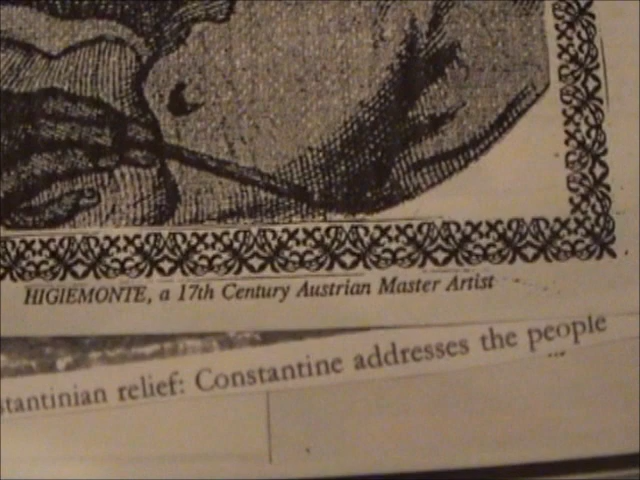 HIGIEMONTE, a 17th Century Austrian Master Artist
stantinian relief: Constantine addresses the people